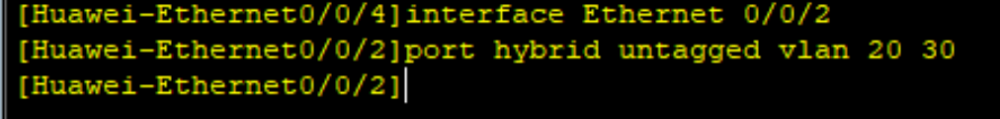 [Huawei-Ethernet0/0/4]interface Ethernet 0/0/2
[Huawei-Ethernet0/0/2]port hybrid untagged vlan 20 30
[Huawei-Ethernet0/0/2]